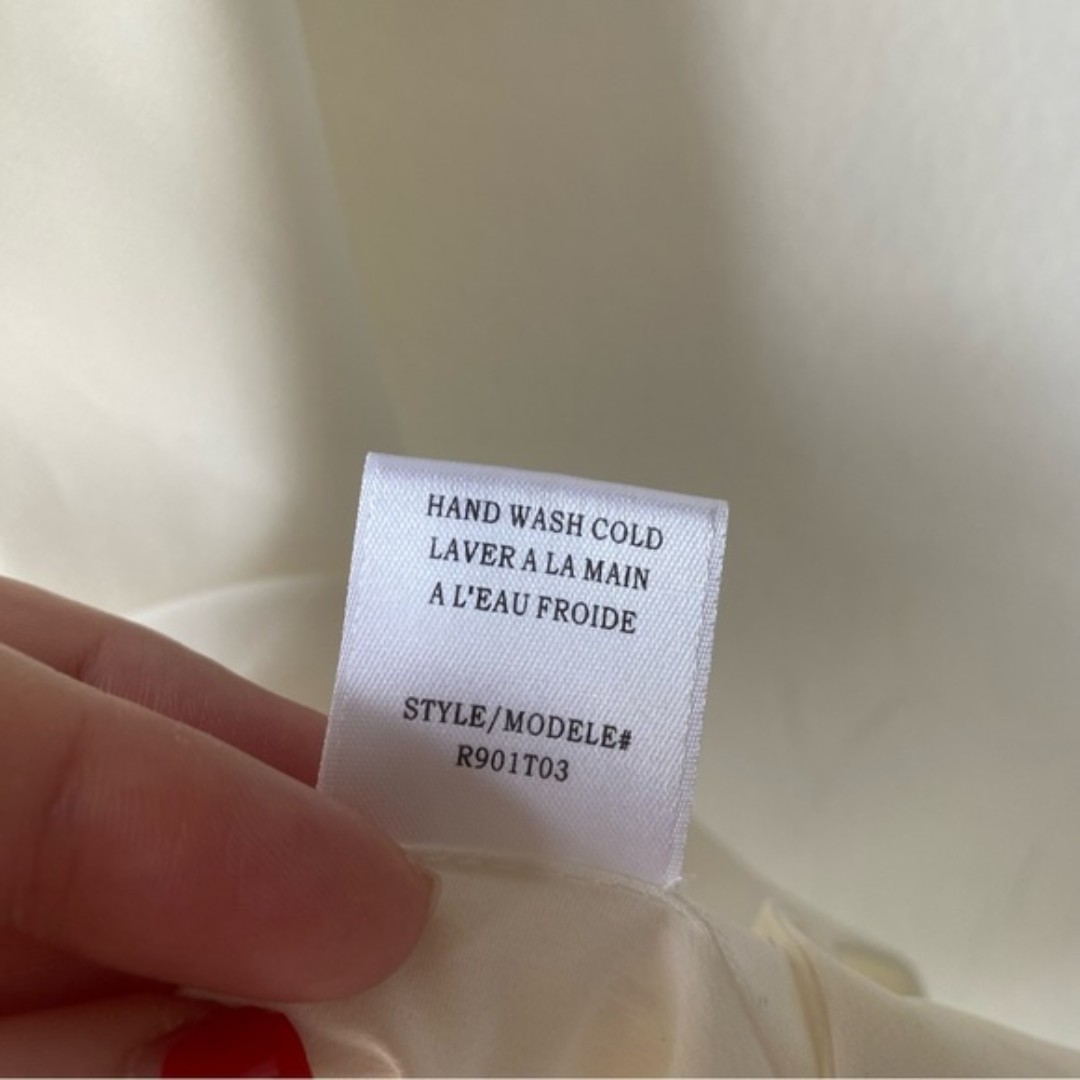 HAND WASH COLD
LAVER A LA MAIN
A L'EAU FROIDE
STYLE/MODELE#
R901T03